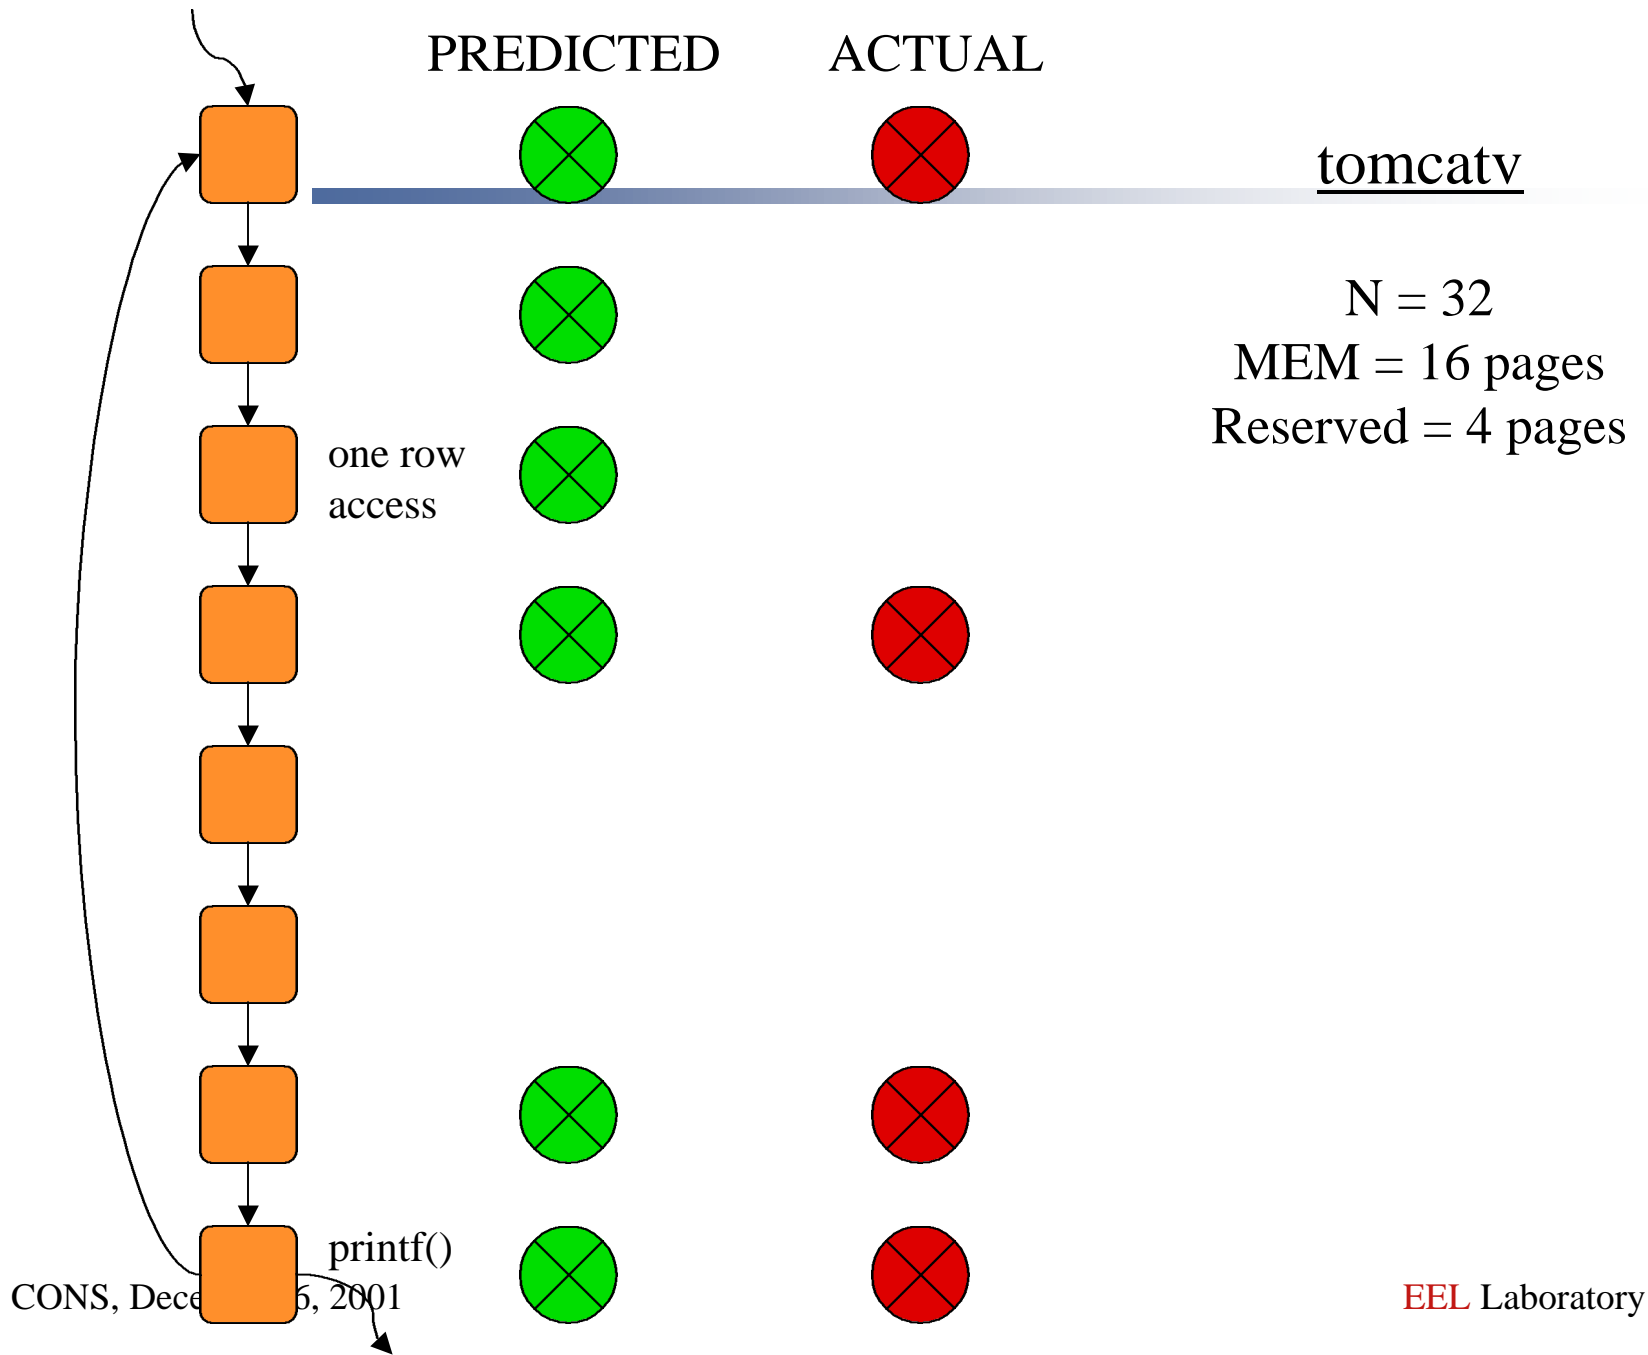 PREDICTED ACTUAL
tomcatv
N = 32
MEM = 16 pages
Reserved = 4 pages
one row
access
printf()
CONS, 6, 2001
EEL Laboratory